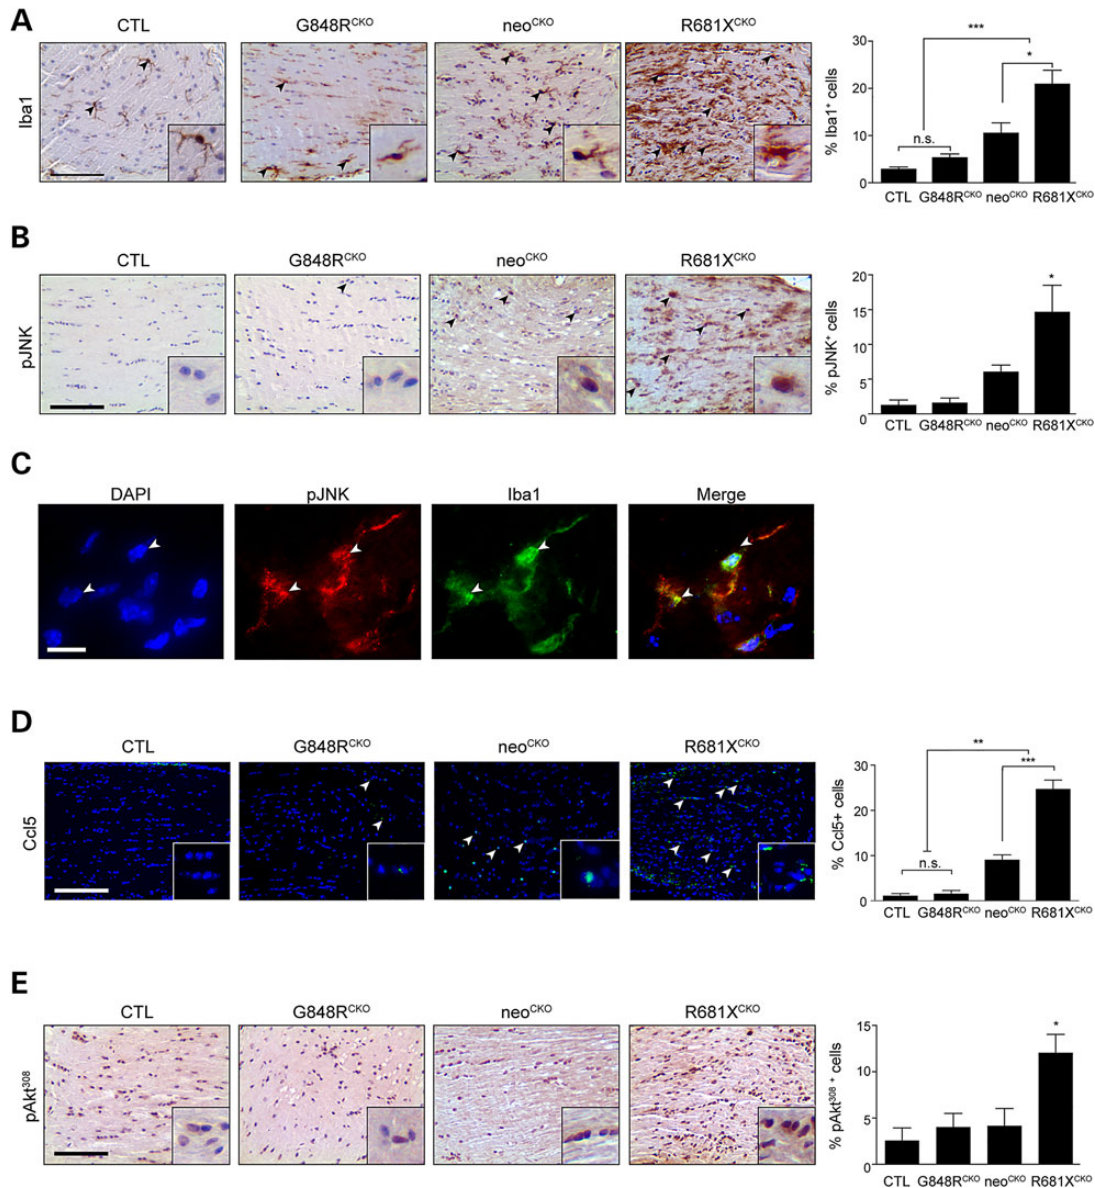 A
CTL G848R^CKO neo^CKO R681X^CKO
Iba1
% Iba1⁺ cells
30
20
10
0
***
*
n.s.
CTL G848R^CKO neo^CKO R681X^CKO
B
CTL G848R^CKO neo^CKO R681X^CKO
pJNK
% pJNK⁺ cells
20
15
10
5
0
*
CTL G848R^CKO neo^CKO R681X^CKO
C
DAPI pJNK Iba1 Merge
D
CTL G848R^CKO neo^CKO R681X^CKO
Ccl5
% Ccl5+ cells
30
20
10
0
**
***
n.s.
CTL G848R^CKO neo^CKO R681X^CKO
E
CTL G848R^CKO neo^CKO R681X^CKO
pAkt³⁰⁸
% pAkt³⁰⁸ ⁺ cells
15
10
5
0
*
CTL G848R^CKO neo^CKO R681X^CKO